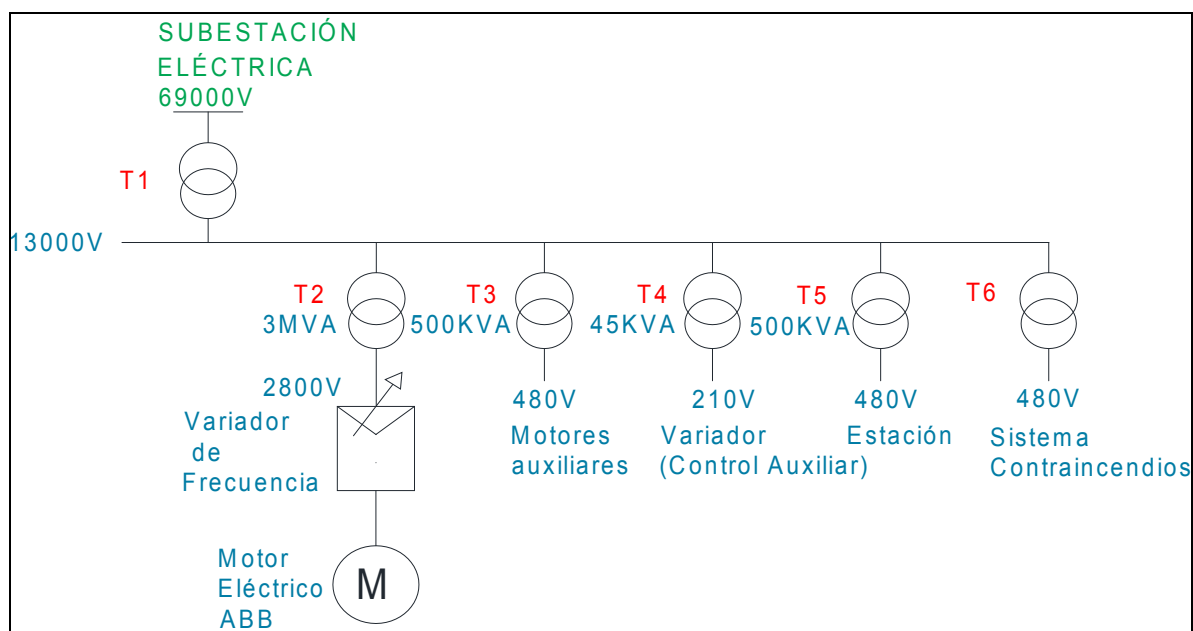 SUBESTACIÓN
ELÉCTRICA
69000V
T1
13000V
T2
3MVA
T3
500KVA
T4
45KVA
T5
500KVA
T6
2800V
Variador
de
Frecuencia
480V
Motores
auxiliares
210V
Variador
(Control Auxiliar)
480V
Estación
480V
Sistema
Contraincendios
Motor
Eléctrico
ABB
M